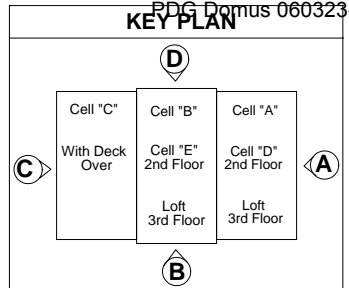 PDG Domus 060323
KEY PLAN
D
Cell "C"
With Deck
Over
Cell "B"
Cell "E"
2nd Floor
Loft
3rd Floor
Cell "A"
Cell "D"
2nd Floor
Loft
3rd Floor
C
A
B